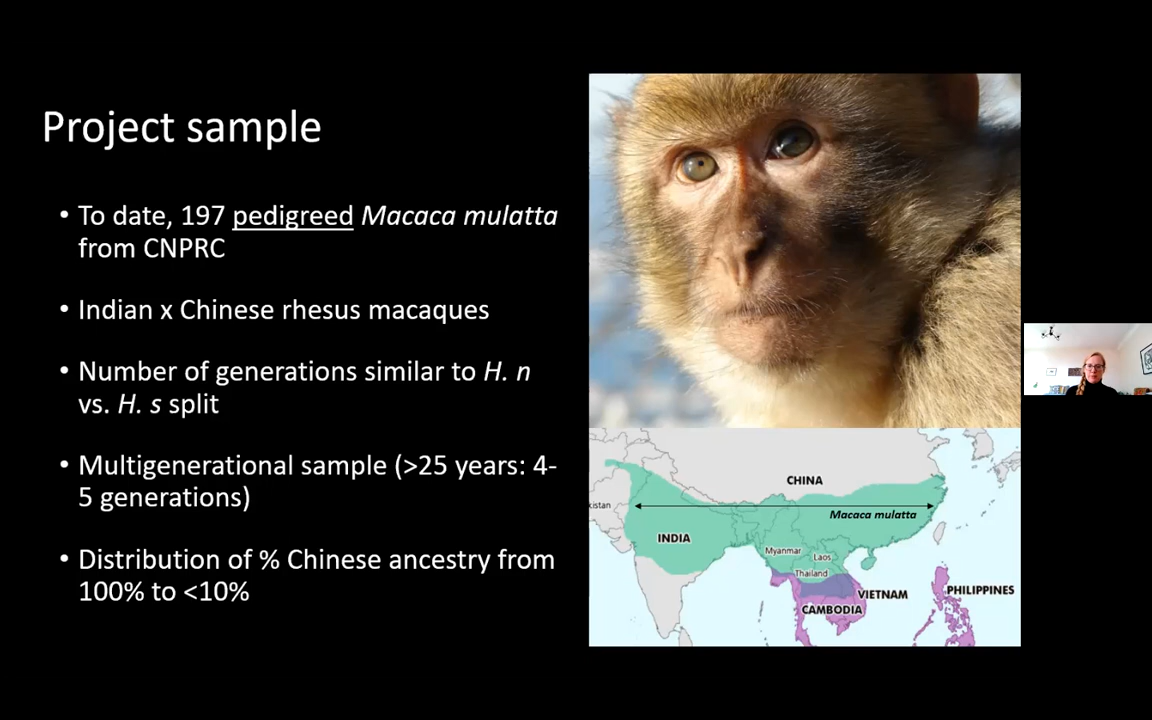 Project sample
• To date, 197 pedigreed Macaca mulatta
from CNPRC
• Indian x Chinese rhesus macaques
• Number of generations similar to H. n
vs. H. s split
• Multigenerational sample (>25 years: 4-
5 generations)
• Distribution of % Chinese ancestry from
100% to <10%
CHINA
kistan
Macaca mulatta
INDIA
Myanmar
Laos
Thailand
VIETNAM
PHILIPPINES
CAMBODIA